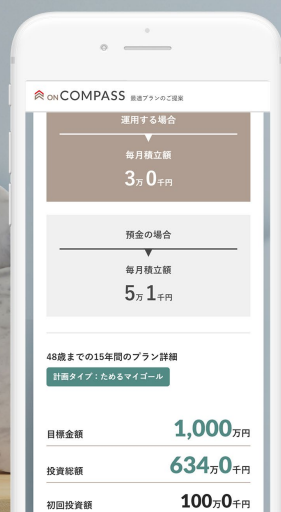 ON COMPASS 最適プランのご提案
運用する場合
毎月積立額
3万0千円
預金の場合
毎月積立額
5万1千円
48歳までの15年間のプラン詳細
計画タイプ：ためるマイゴール
目標金額 1,000万円
投資総額 634万0千円
初回投資額 100万0千円